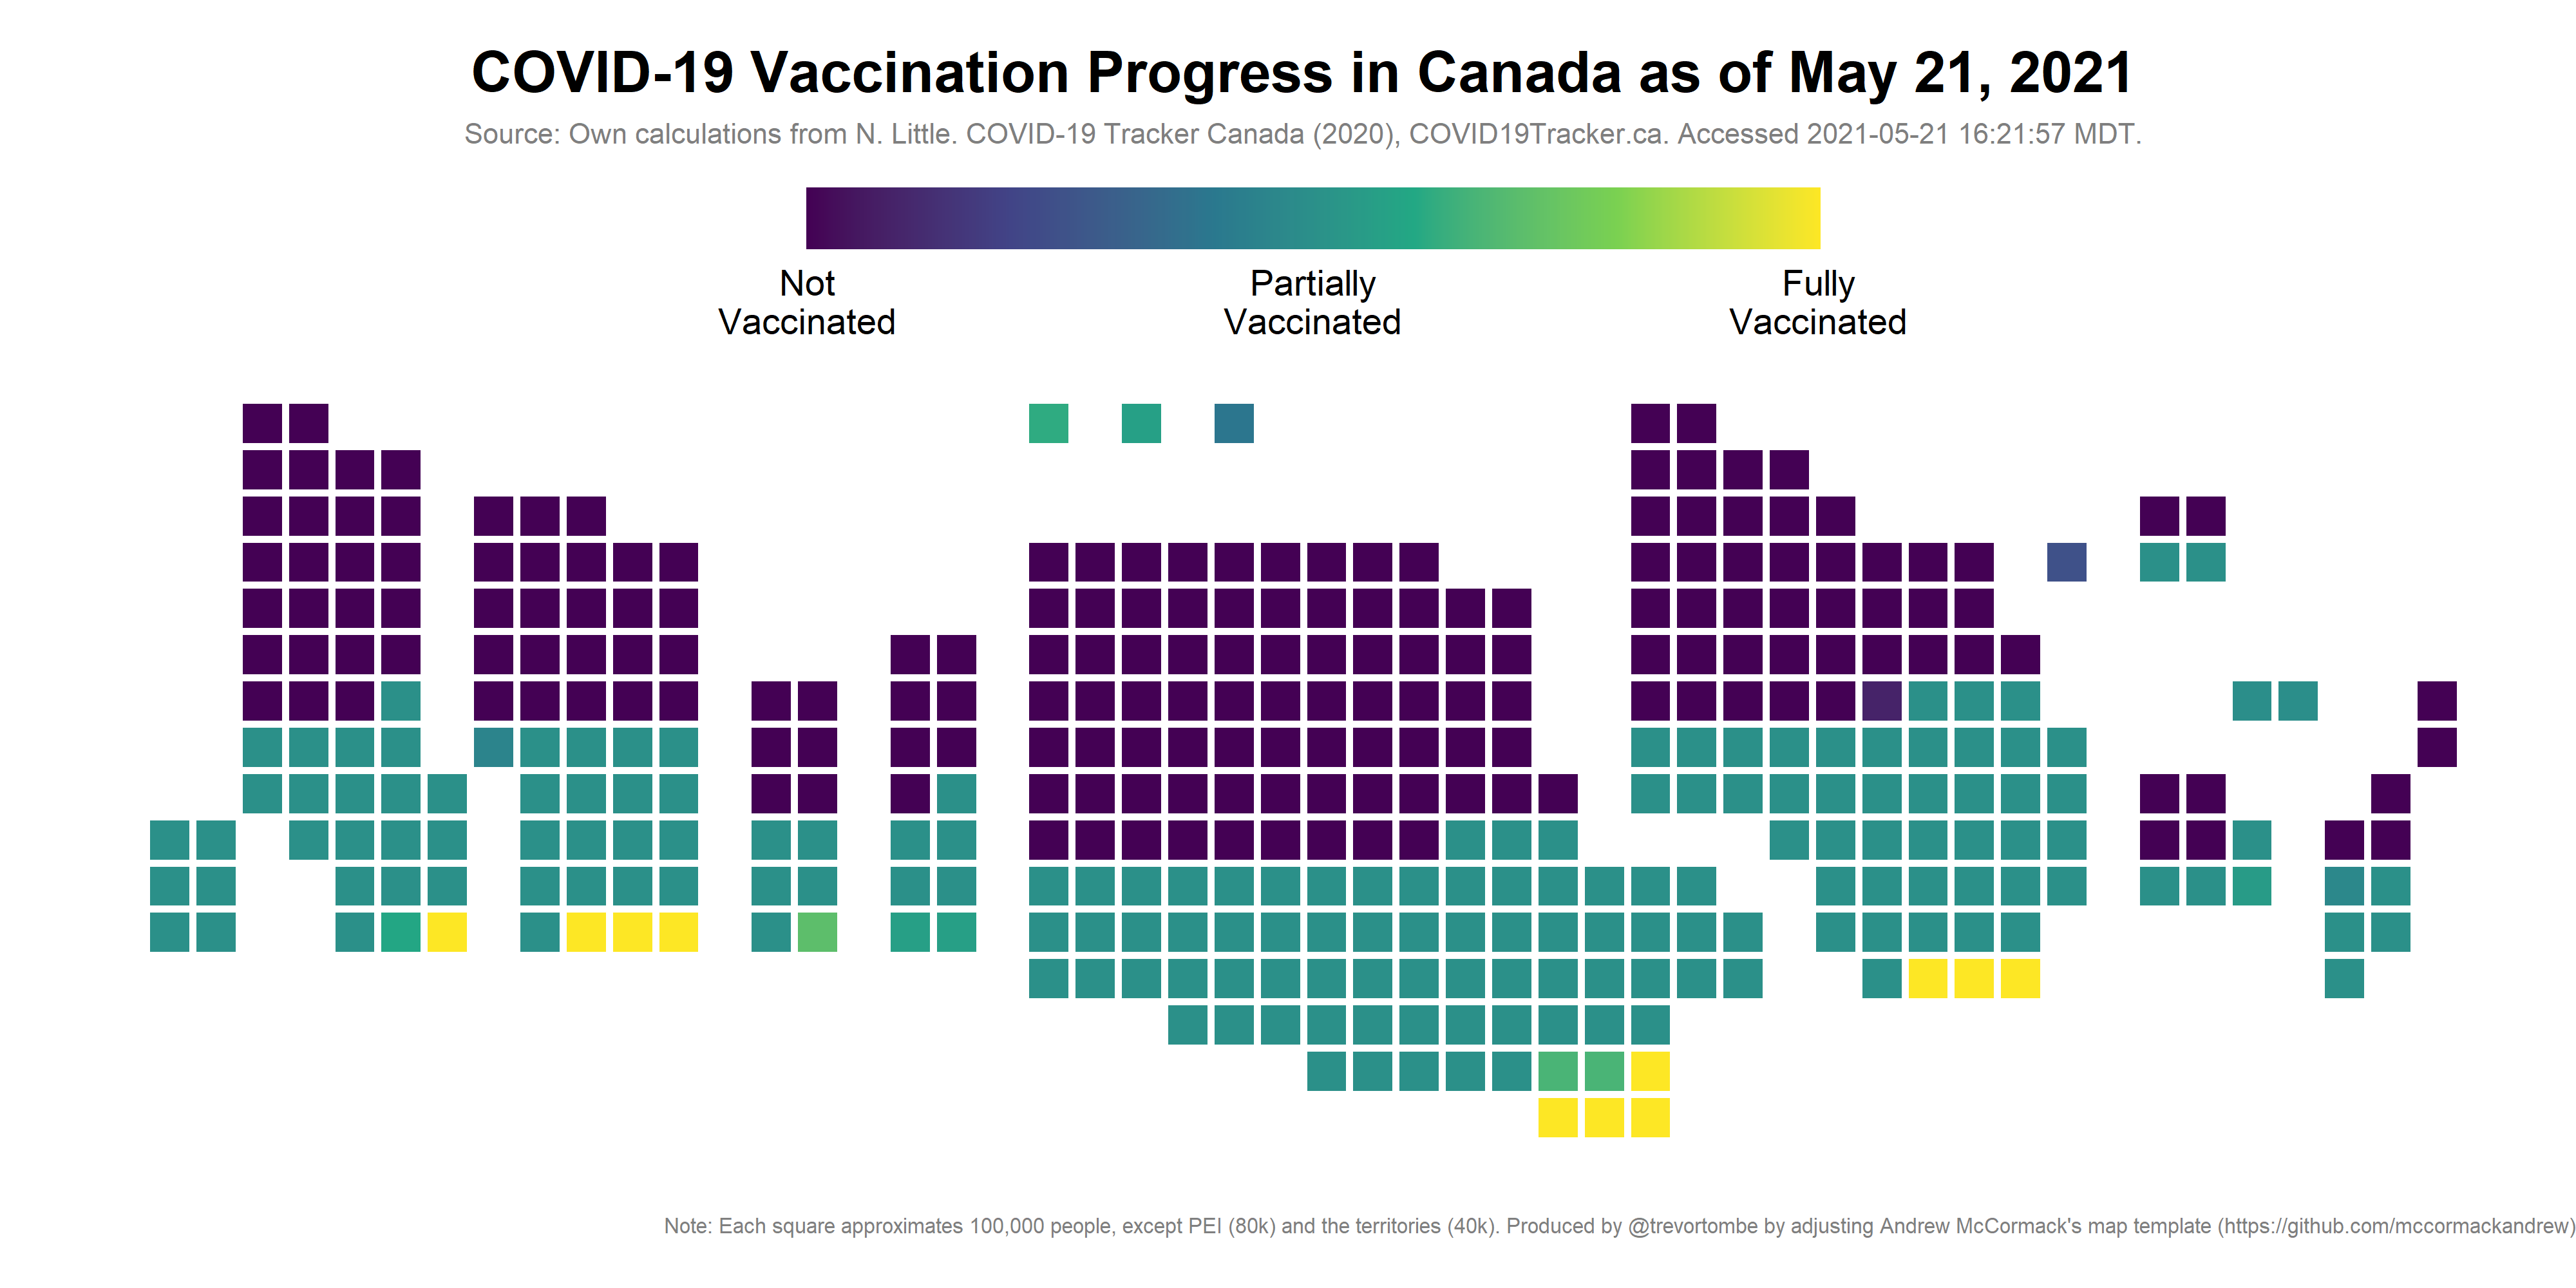 COVID-19 Vaccination Progress in Canada as of May 21, 2021
Source: Own calculations from N. Little. COVID-19 Tracker Canada (2020), COVID19Tracker.ca. Accessed 2021-05-21 16:21:57 MDT.
Not Vaccinated
Partially Vaccinated
Fully Vaccinated
Note: Each square approximates 100,000 people, except PEI (80k) and the territories (40k). Produced by @trevortombe by adjusting Andrew McCormack's map template (https://github.com/mccormackandrew)